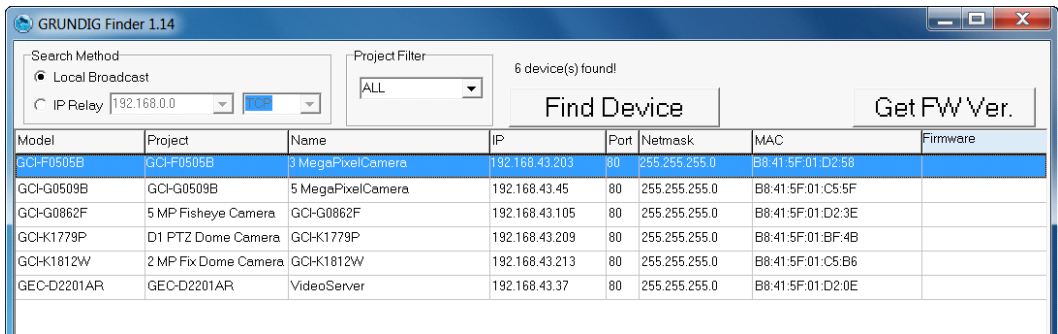 GRUNDIG Finder 1.14
Search Method
Local Broadcast
IP Relay 192.168.0.0 TCP
Project Filter
ALL
6 device(s) found!
Find Device
Get FW Ver.
Model Project Name IP Port Netmask MAC Firmware
GCI-F0505B GCI-F0505B 3 MegaPixelCamera 192.168.43.203 80 255.255.255.0 B8:41:5F:01:D2:58
GCI-G0509B GCI-G0509B 5 MegaPixelCamera 192.168.43.45 80 255.255.255.0 B8:41:5F:01:C5:5F
GCI-G0862F 5 MP Fisheye Camera GCI-G0862F 192.168.43.105 80 255.255.255.0 B8:41:5F:01:D2:3E
GCI-K1779P D1 PTZ Dome Camera GCI-K1779P 192.168.43.209 80 255.255.255.0 B8:41:5F:01:BF:4B
GCI-K1812W 2 MP Fix Dome Camera GCI-K1812W 192.168.43.213 80 255.255.255.0 B8:41:5F:01:C5:B6
GEC-D2201AR GEC-D2201AR VideoServer 192.168.43.37 80 255.255.255.0 B8:41:5F:01:D2:0E